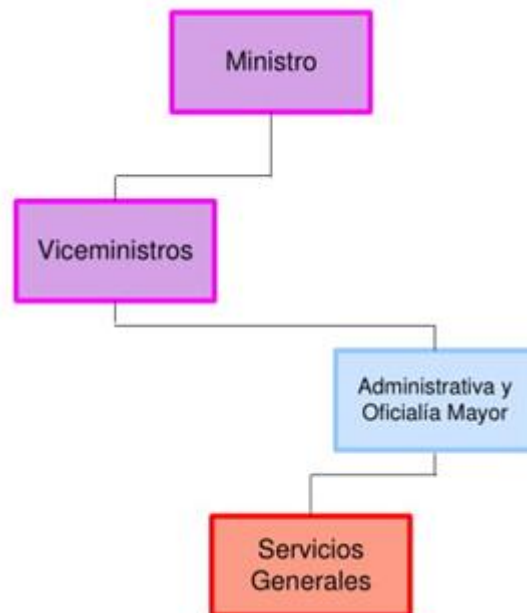 Ministro
Viceministros
Administrativa y
Oficialía Mayor
Servicios
Generales